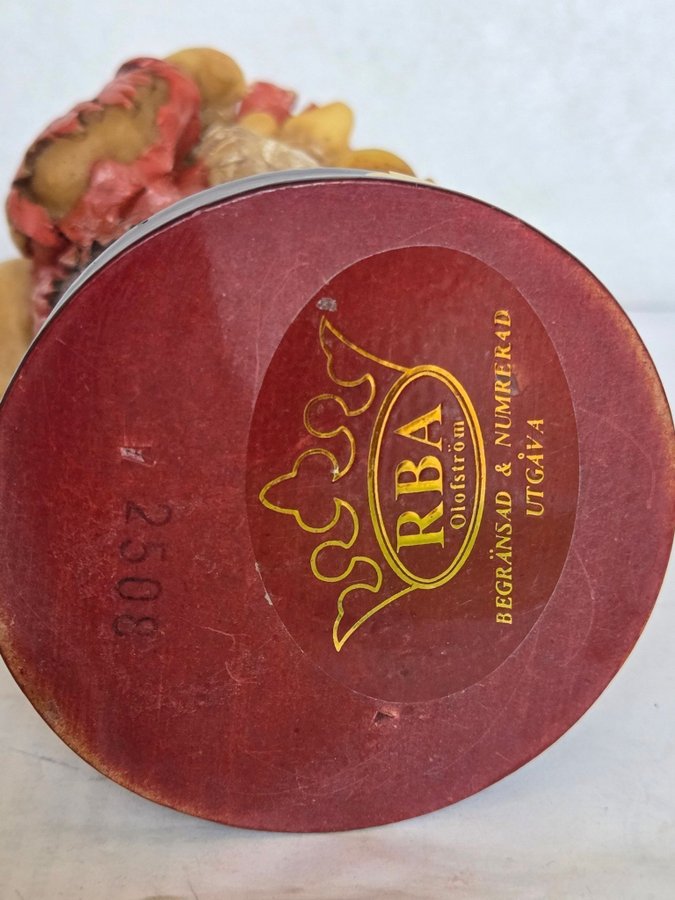 RBA
Olofström
BEGRÄNSAD & NUMRERAD
UTGÅVA
2508